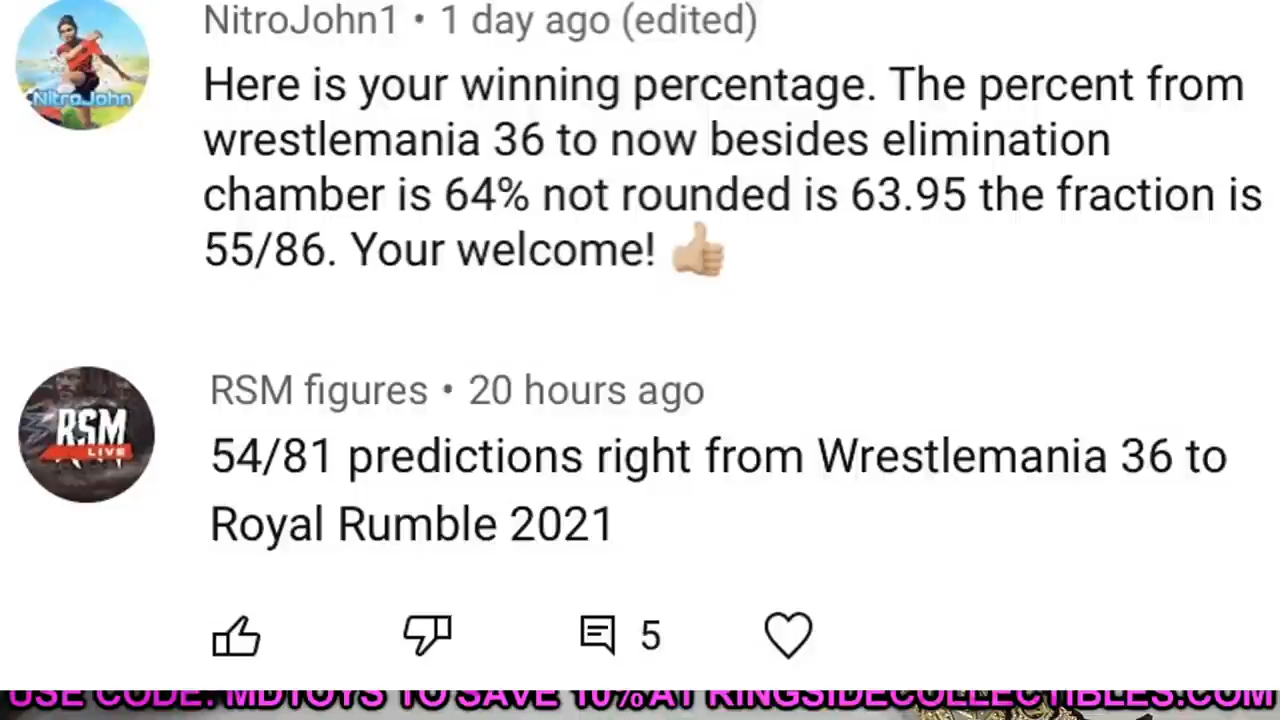 NitroJohn1 • 1 day ago (edited)
NitroJohn
Here is your winning percentage. The percent from
wrestlemania 36 to now besides elimination
chamber is 64% not rounded is 63.95 the fraction is
55/86. Your welcome! 👍🏼
RSM figures • 20 hours ago
RSM
LIVE
54/81 predictions right from Wrestlemania 36 to
Royal Rumble 2021
5
USE CODE: MDTOYS TO SAVE 10% AT RINGSIDECOLLECTIBLES.COM